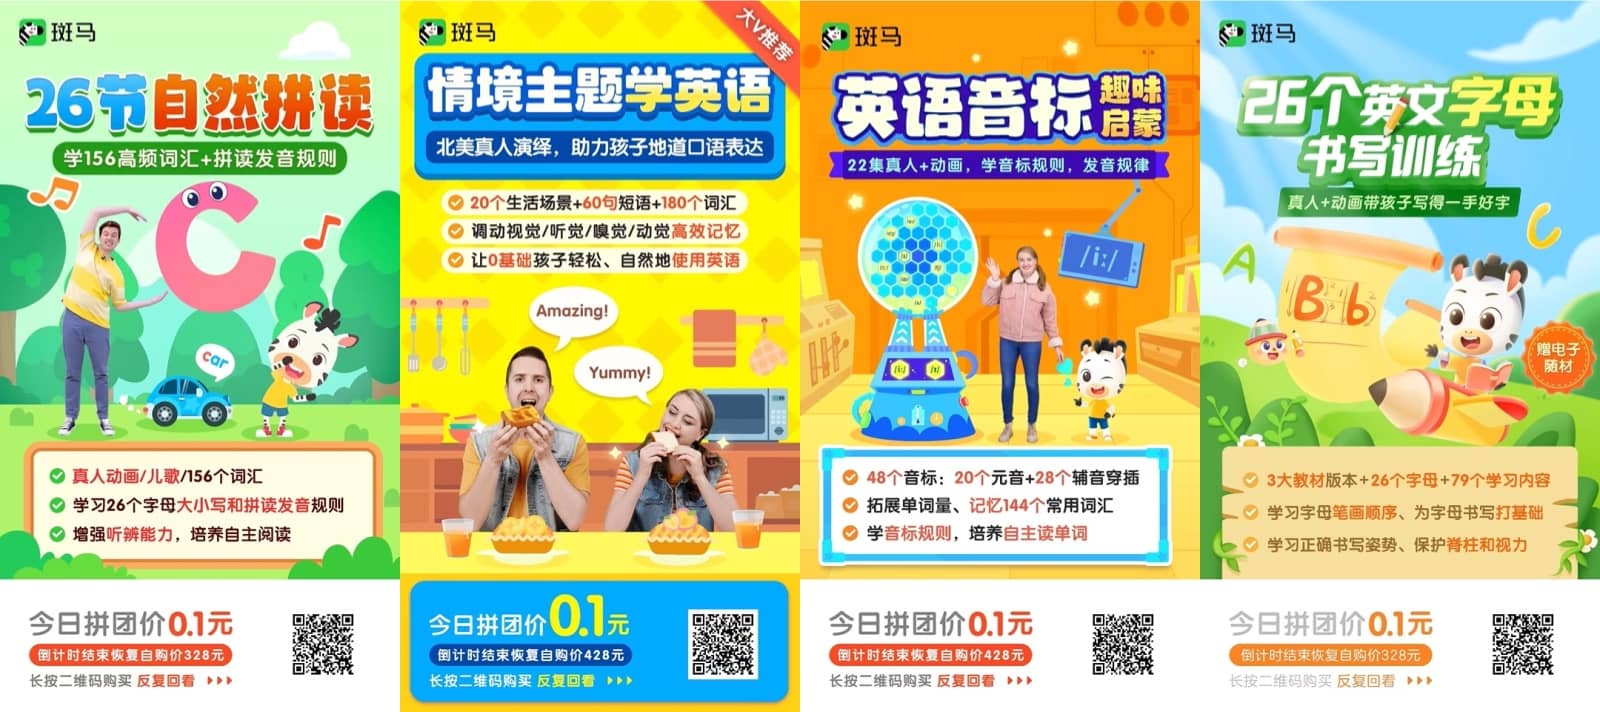 斑马
26节自然拼读
学156高频词汇+拼读发音规则
C
car
真人动画/儿歌/156个词汇
学习26个字母大小写和拼读发音规则
增强听辨能力，培养自主阅读
今日拼团价0.1元
倒计时结束恢复自购价328元
长按二维码购买 反复回看
斑马
大V推荐
情境主题学英语
北美真人演绎，助力孩子地道口语表达
20个生活场景+60句短语+180个词汇
调动视觉/听觉/嗅觉/动觉高效记忆
让0基础孩子轻松、自然地使用英语
Amazing!
Yummy!
今日拼团价0.1元
倒计时结束恢复自购价428元
长按二维码购买 反复回看
斑马
英语音标趣味启蒙
22集真人+动画，学音标规则，发音规律
/iː/
48个音标：20个元音+28个辅音穿插
拓展单词量、记忆144个常用词汇
学音标规则，培养自主读单词
今日拼团价0.1元
倒计时结束恢复自购价428元
长按二维码购买 反复回看
斑马
26个英文字母
书写训练
真人+动画带孩子写得一手好字
A
C
Bb
赠电子
随材
3大教材版本+26个字母+79个学习内容
学习字母笔画顺序、为字母书写打基础
学习正确书写姿势、保护脊柱和视力
今日拼团价0.1元
倒计时结束恢复自购价328元
长按二维码购买 反复回看